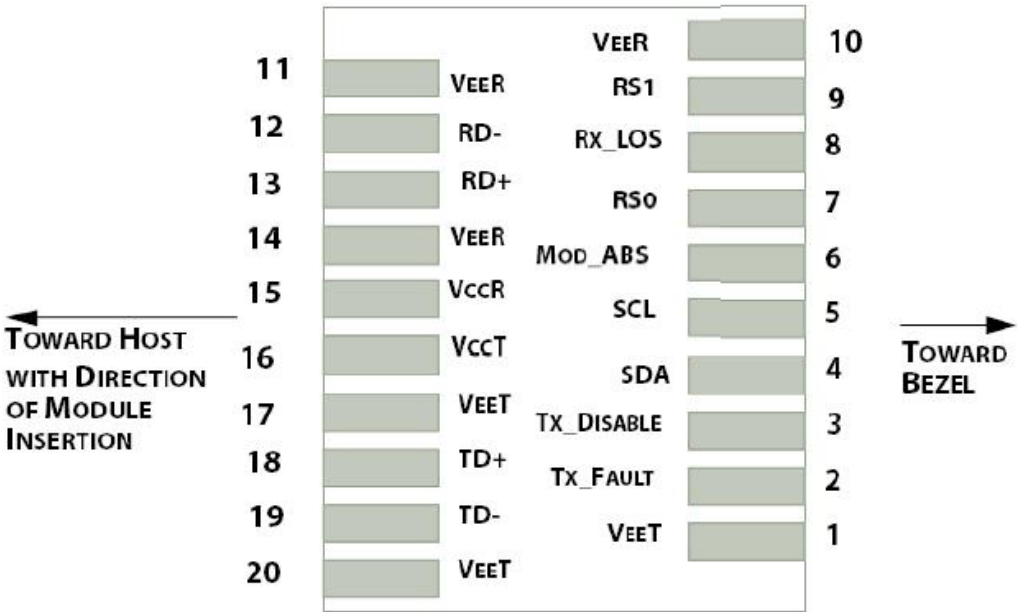 11 VEER
12 RD-
13 RD+
14 VEER
15 VCCR
16 VCCT
17 VEET
18 TD+
19 TD-
20 VEET
VEER 10
RS1 9
RX_LOS 8
RS0 7
MOD_ABS 6
SCL 5
SDA 4
TX_DISABLE 3
TX_FAULT 2
VEET 1
TOWARD HOST
WITH DIRECTION
OF MODULE
INSERTION
TOWARD
BEZEL